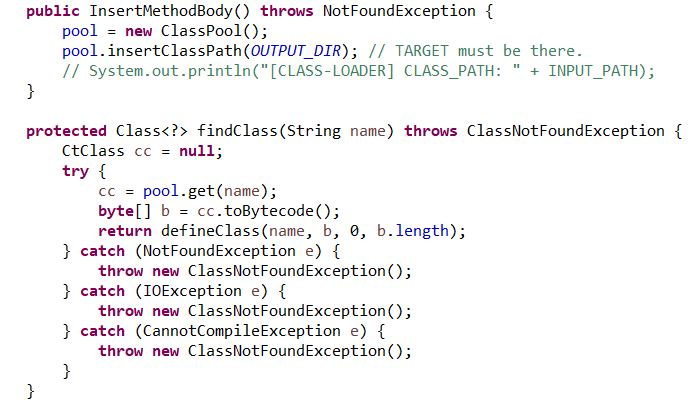 public InsertMethodBody() throws NotFoundException {
    pool = new ClassPool();
    pool.insertClassPath(OUTPUT_DIR); // TARGET must be there.
    // System.out.println("[CLASS-LOADER] CLASS_PATH: " + INPUT_PATH);
}

protected Class<?> findClass(String name) throws ClassNotFoundException {
    CtClass cc = null;
    try {
        cc = pool.get(name);
        byte[] b = cc.toBytecode();
        return defineClass(name, b, 0, b.length);
    } catch (NotFoundException e) {
        throw new ClassNotFoundException();
    } catch (IOException e) {
        throw new ClassNotFoundException();
    } catch (CannotCompileException e) {
        throw new ClassNotFoundException();
    }
}